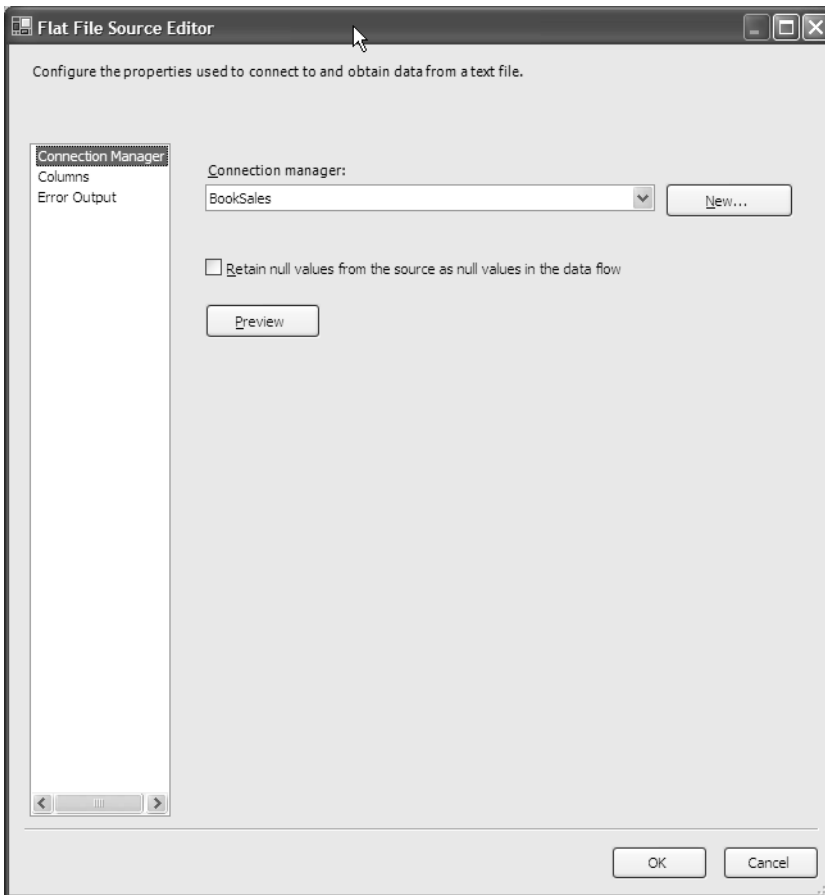 Flat File Source Editor
Configure the properties used to connect to and obtain data from a text file.
Connection Manager
Columns
Error Output
Connection manager:
BookSales
New...
Retain null values from the source as null values in the data flow
Preview
OK
Cancel